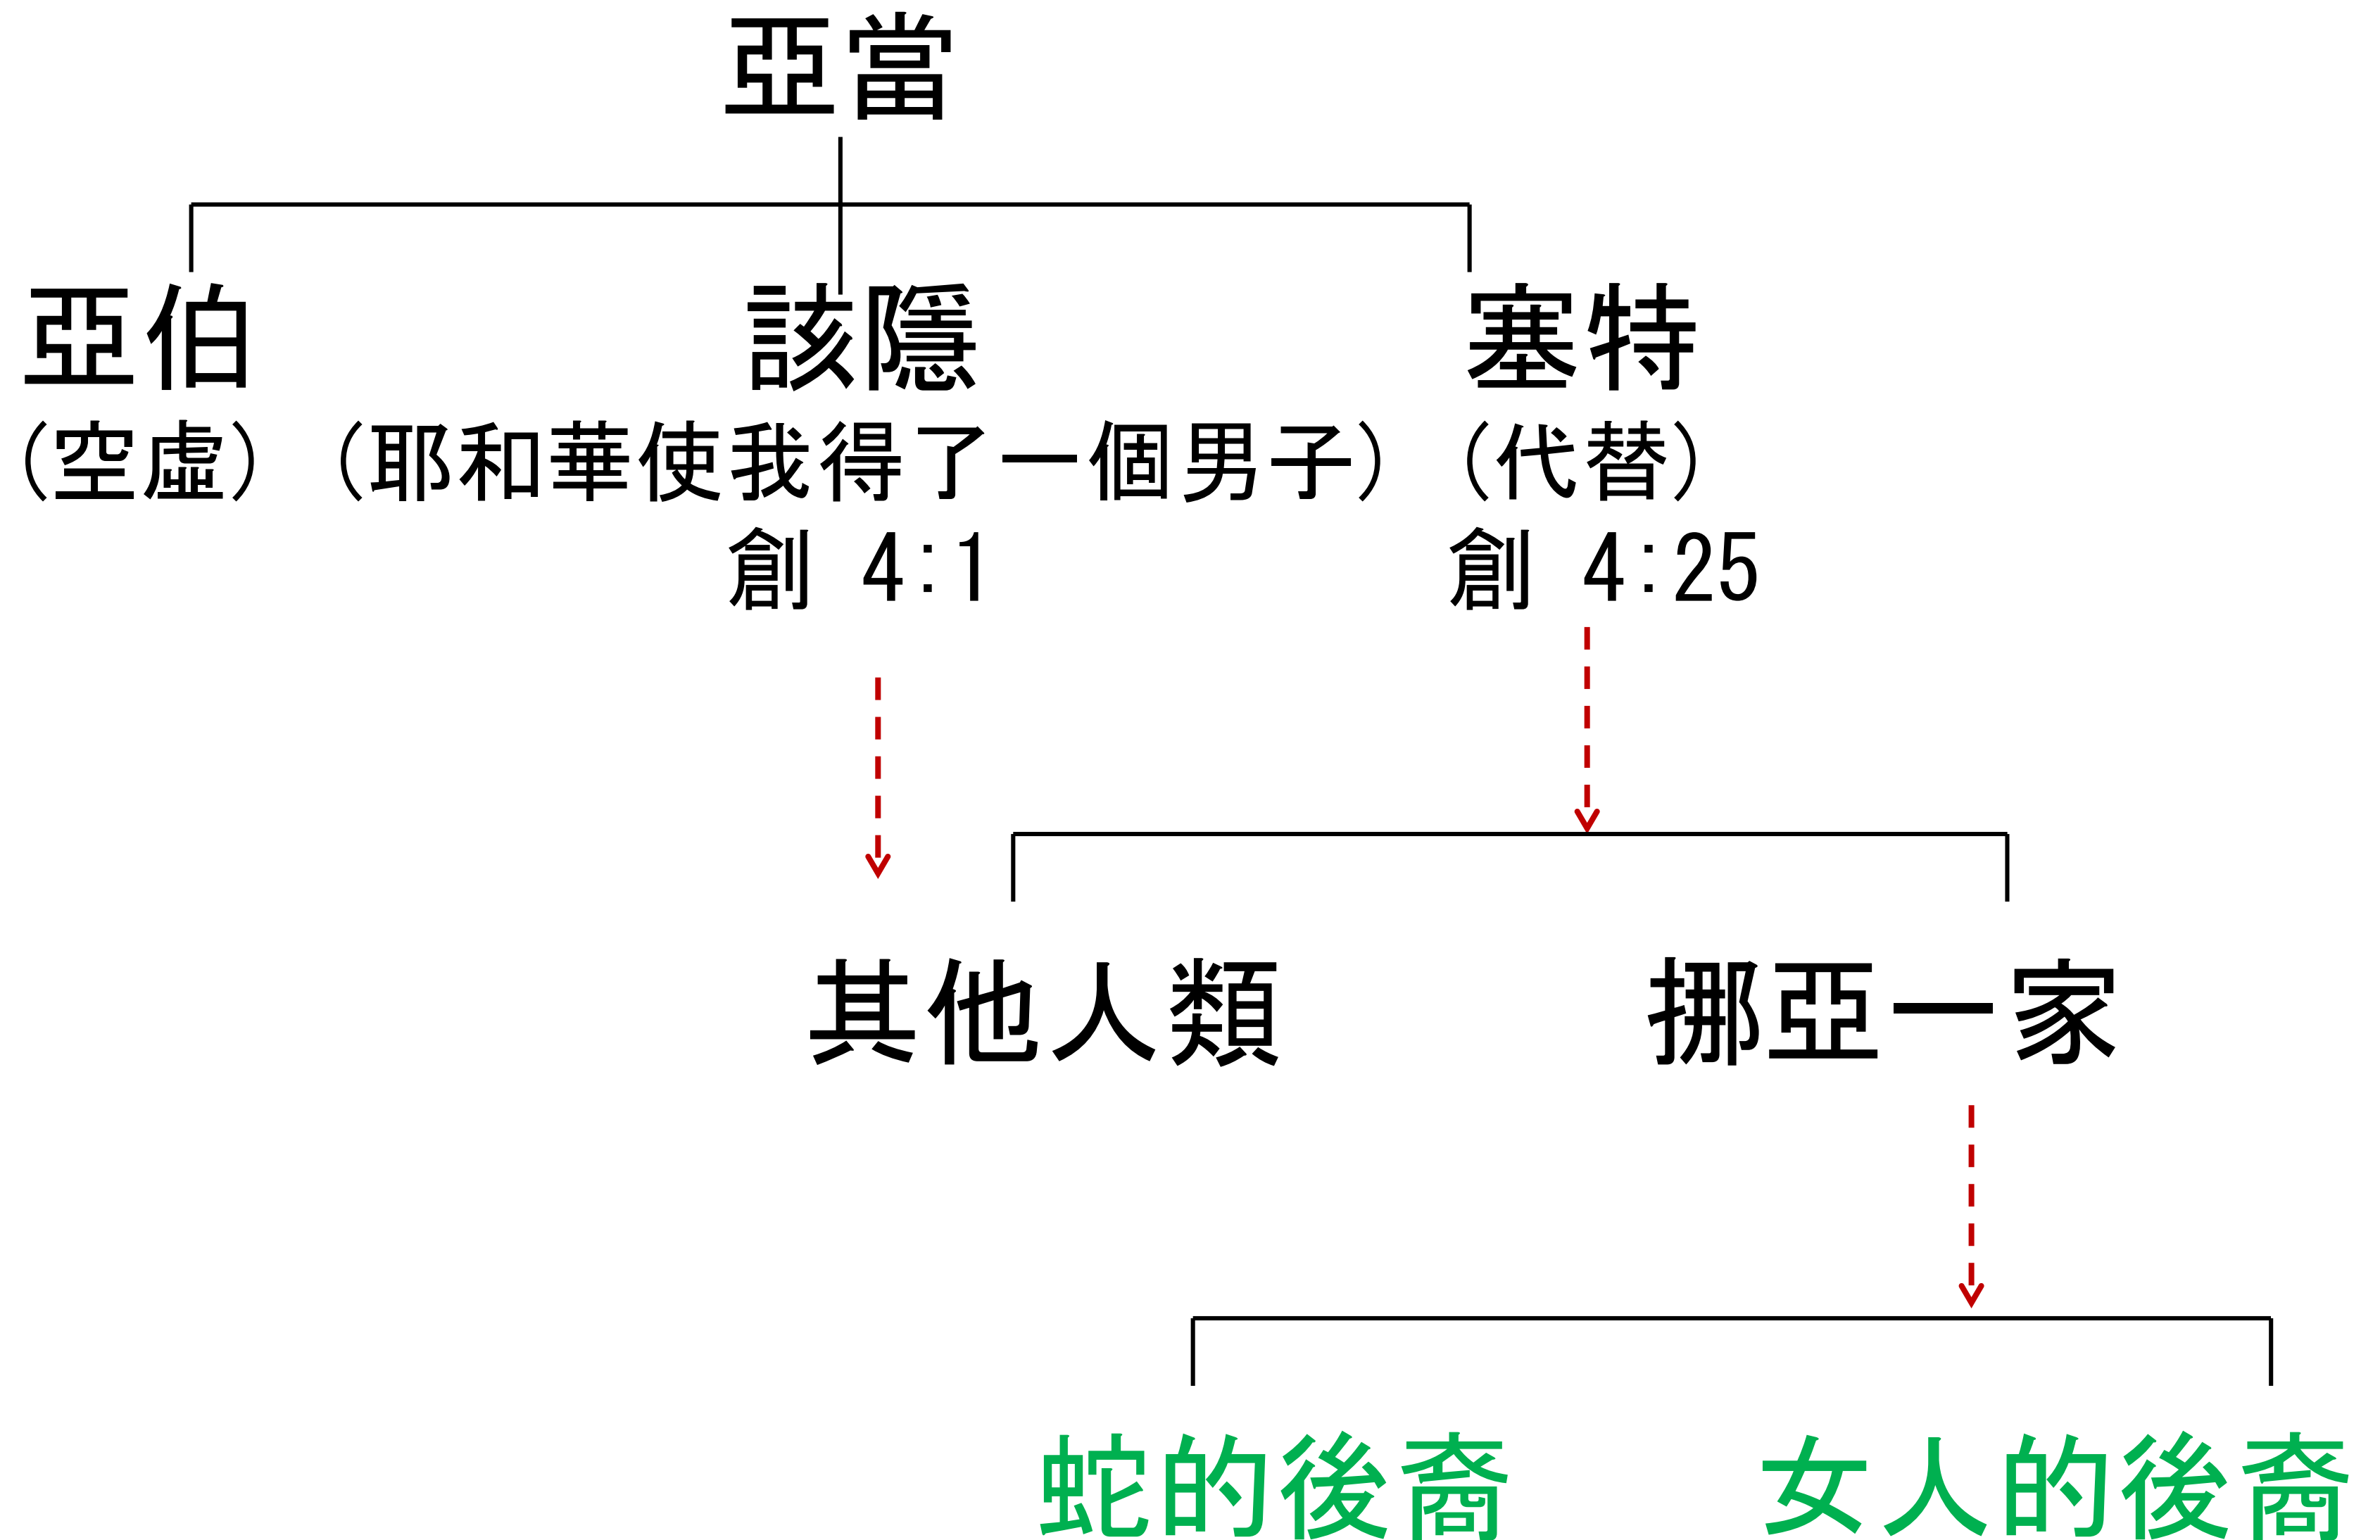 亞當
亞伯 該隱 塞特
(空虛) (耶和華使我得了一個男子) (代替)
創 4:1 創 4:25
其他人類 挪亞一家
蛇的後裔 女人的後裔